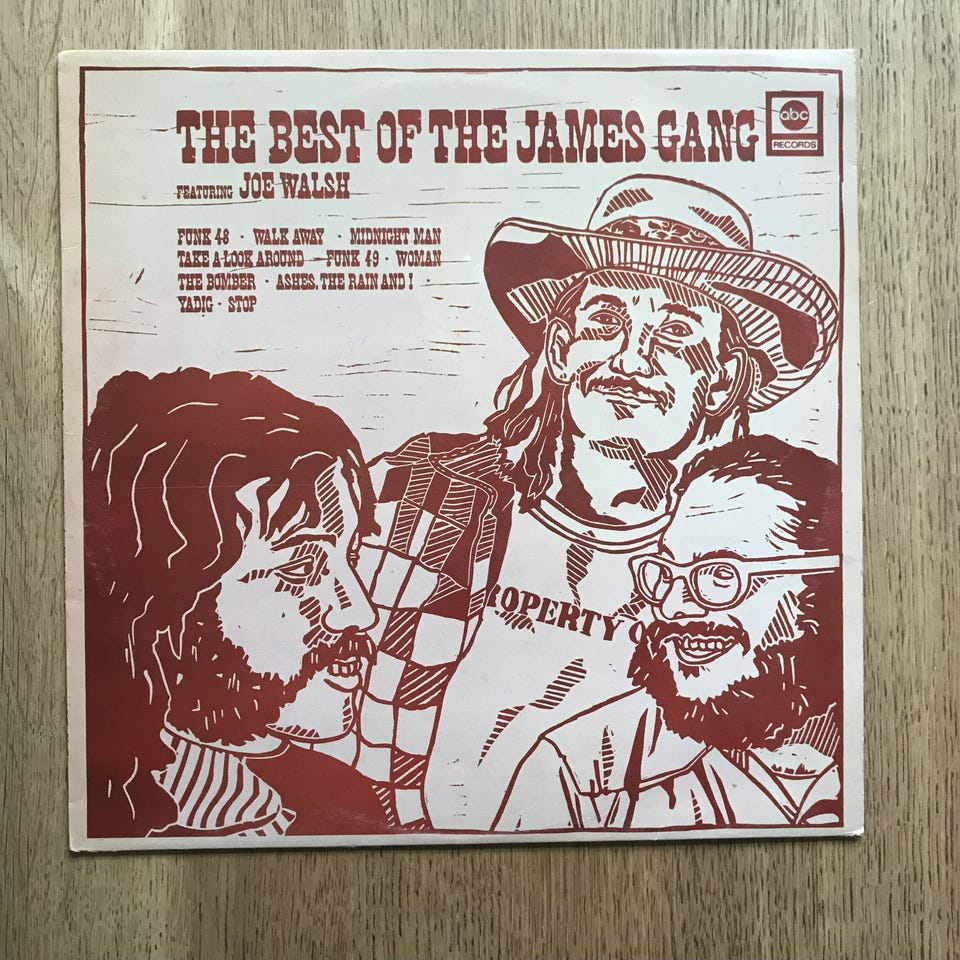 THE BEST OF THE JAMES GANG
abc
RECORDS
FEATURING JOE WALSH
FUNK 48 · WALK AWAY · MIDNIGHT MAN
TAKE A LOOK AROUND · FUNK 49 · WOMAN
THE BOMBER · ASHES, THE RAIN AND I ·
YADIG · STOP
ROPERTY O